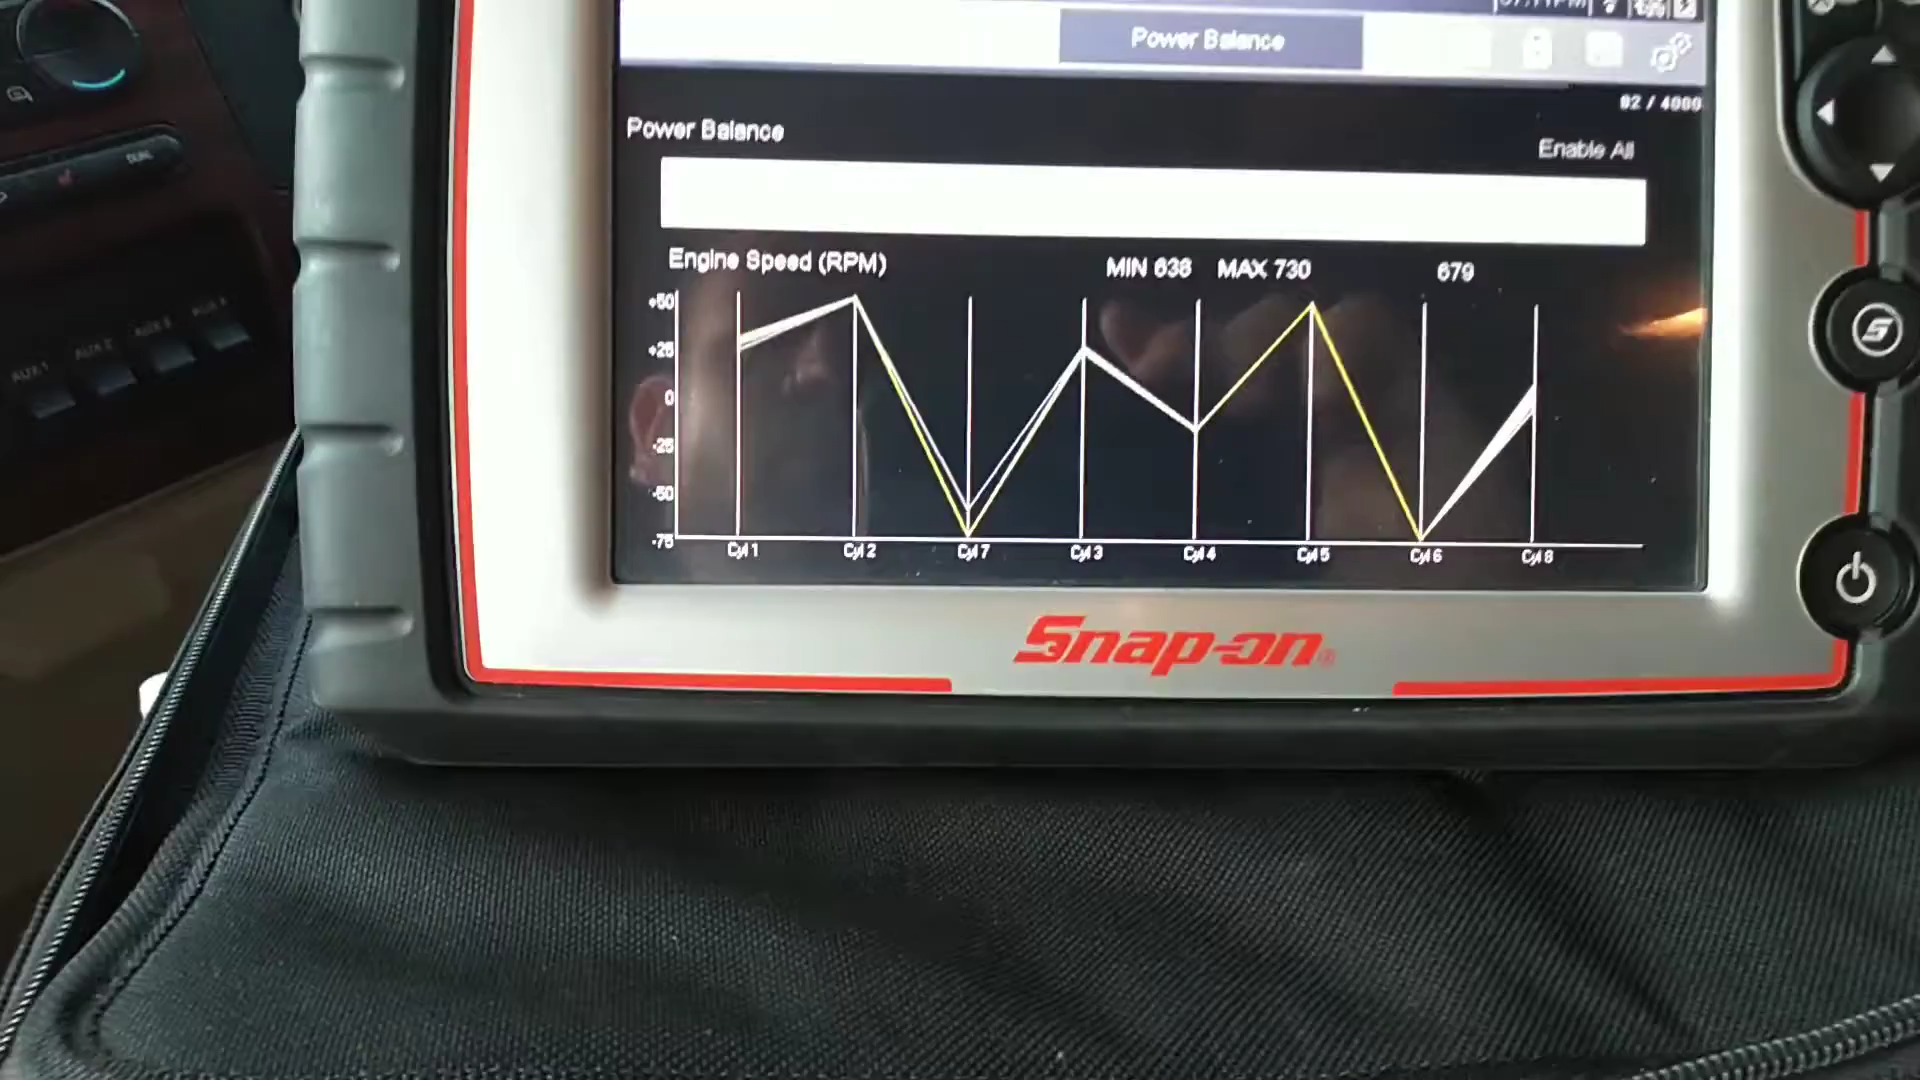 Power Balance
82 / 4000
Power Balance
Enable All
Engine Speed (RPM) MIN 638 MAX 730 679
+50
+25
0
-25
-50
-75
Cyl 1 Cyl 2 Cyl 7 Cyl 3 Cyl 4 Cyl 5 Cyl 6 Cyl 8
Snap-on
DUAL
AUX 1 AUX 2 AUX 3 AUX 4